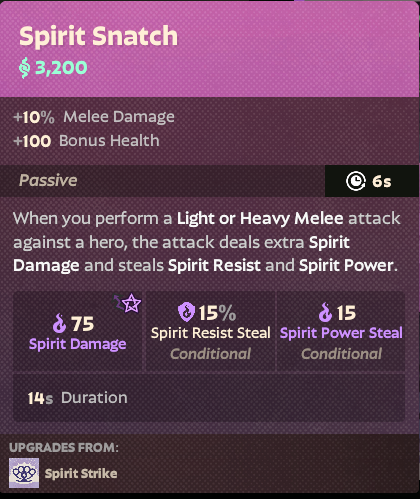 Spirit Snatch
3,200
+10% Melee Damage
+100 Bonus Health
Passive 6s
When you perform a Light or Heavy Melee attack
against a hero, the attack deals extra Spirit
Damage and steals Spirit Resist and Spirit Power.
75 15% 15
Spirit Damage Spirit Resist Steal Spirit Power Steal
Conditional Conditional
14s Duration
UPGRADES FROM:
Spirit Strike